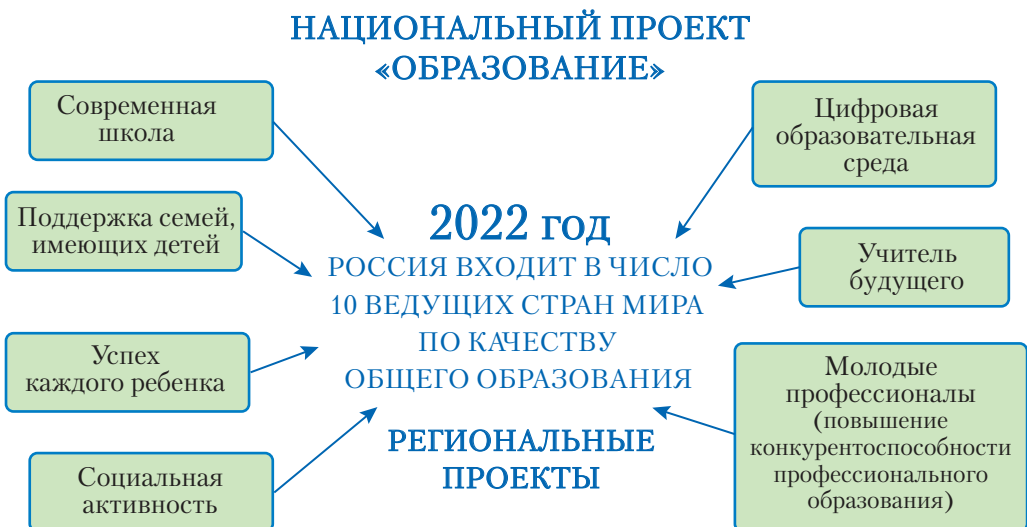 НАЦИОНАЛЬНЫЙ ПРОЕКТ
«ОБРАЗОВАНИЕ»
Современная
школа
Поддержка семей,
имеющих детей
Успех
каждого ребенка
Социальная
активность
2022 год
РОССИЯ ВХОДИТ В ЧИСЛО
10 ВЕДУЩИХ СТРАН МИРА
ПО КАЧЕСТВУ
ОБЩЕГО ОБРАЗОВАНИЯ
РЕГИОНАЛЬНЫЕ
ПРОЕКТЫ
Цифровая
образовательная
среда
Учитель
будущего
Молодые
профессионалы
(повышение
конкурентоспособности
профессионального
образования)